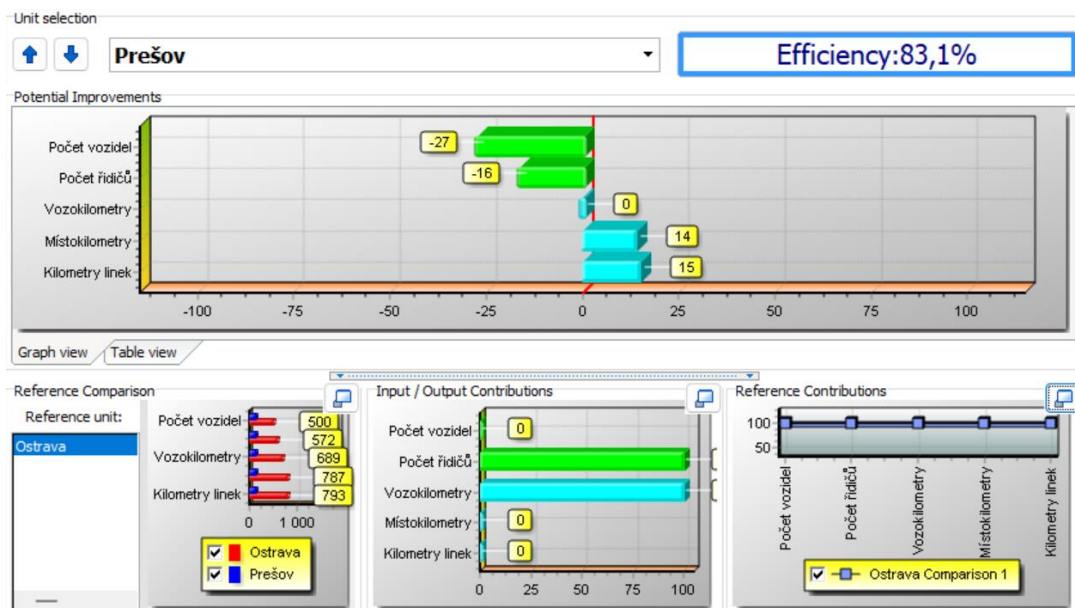 Unit selection
Prešov
Efficiency:83,1%
Potential Improvements
Počet vozidel
-27
Počet řidičů
-16
Vozokilometry
0
Místokilometry
14
Kilometry linek
15
-100 -75 -50 -25 0 25 50 75 100
Graph view Table view
Reference Comparison
Reference unit:
Ostrava
Počet vozidel 500
572
Vozokilometry 689
787
Kilometry linek 793
0 1 000
Ostrava
Prešov
Input / Output Contributions
Počet vozidel 0
Počet řidičů
Vozokilometry
Místokilometry 0
Kilometry linek 0
0 25 50 75 100
Reference Contributions
100
50
Počet vozidel
Počet řidičů
Vozokilometry
Místokilometry
Kilometry linek
Ostrava Comparison 1